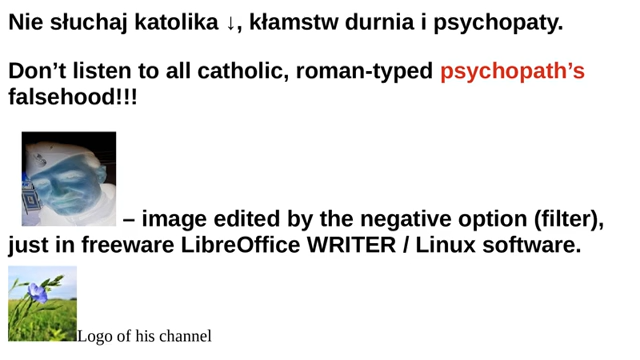 Nie słuchaj katolika ↓, kłamstw durnia i psychopaty.
Don’t listen to all catholic, roman-typed psychopath’s
falsehood!!!
– image edited by the negative option (filter),
just in freeware LibreOffice WRITER / Linux software.
Logo of his channel